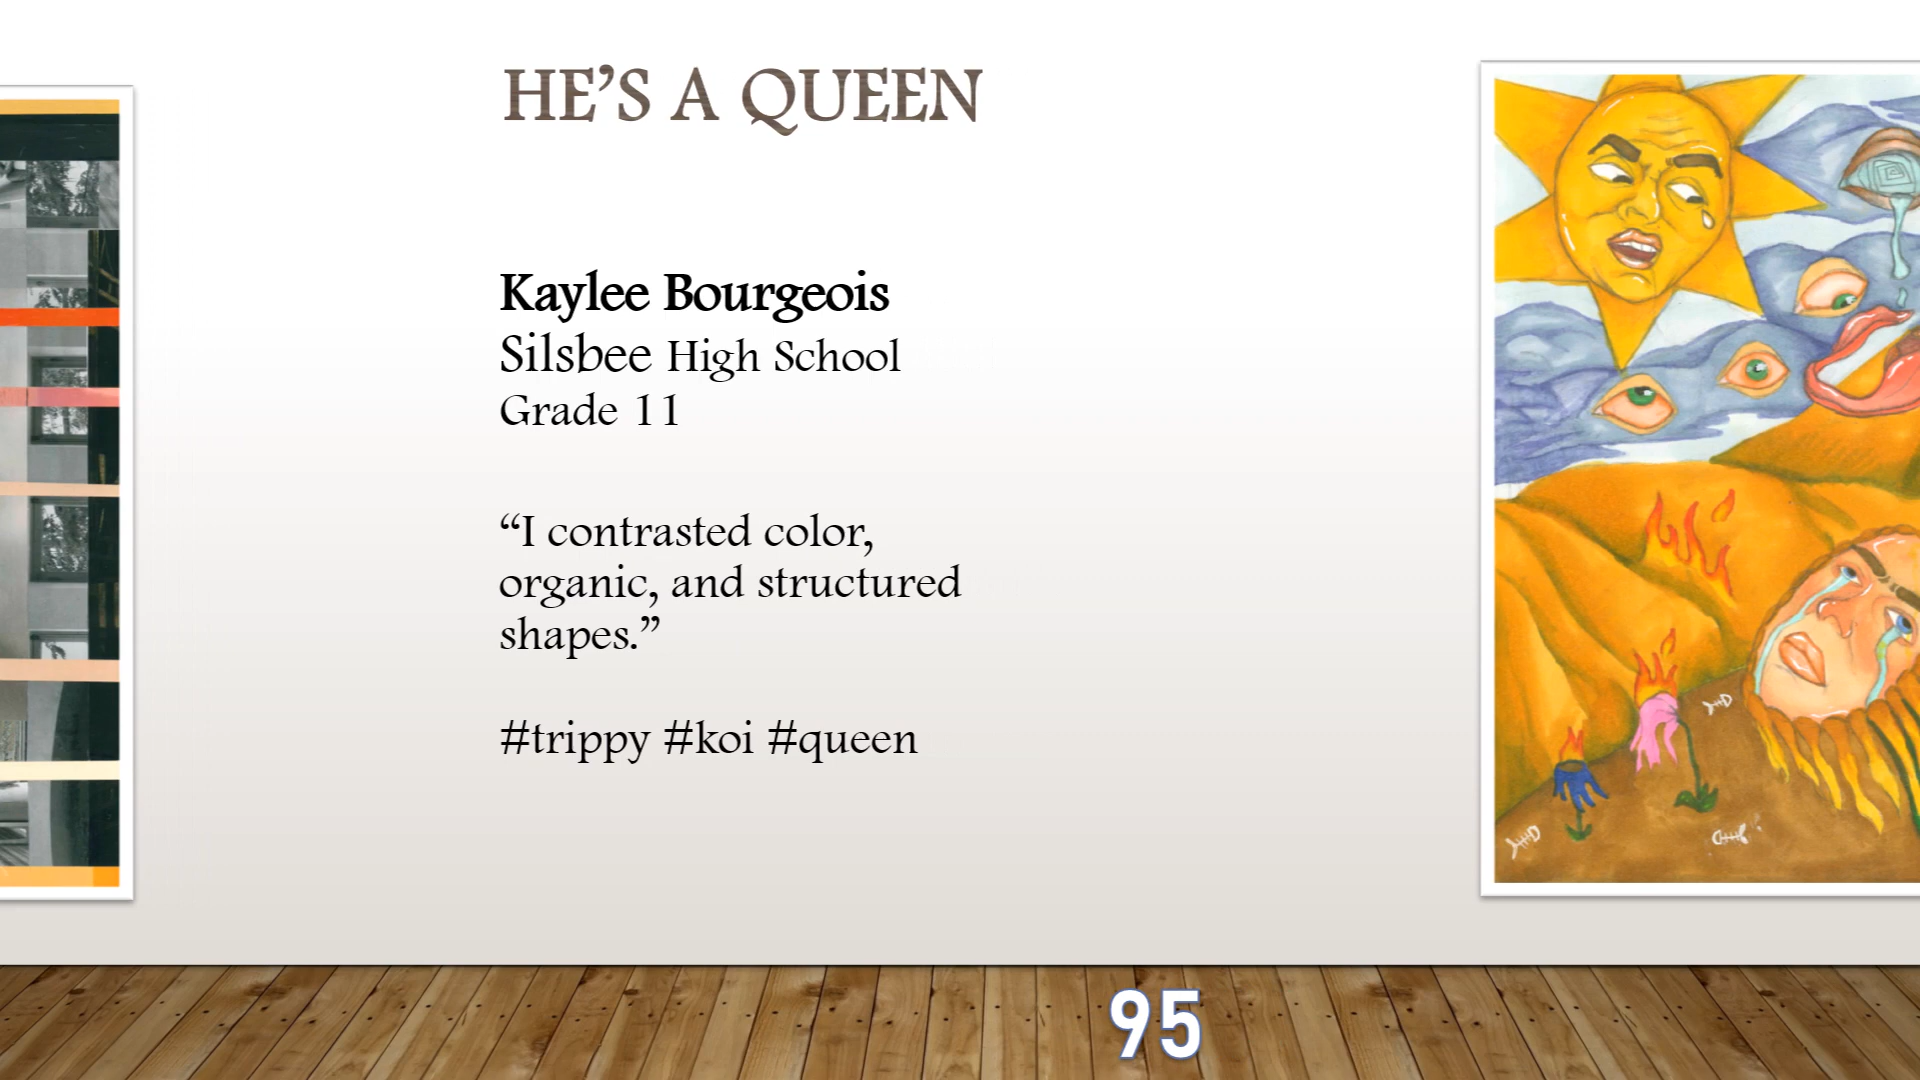 HE’S A QUEEN
Kaylee Bourgeois
Silsbee High School
Grade 11
“I contrasted color,
organic, and structured
shapes.”
#trippy #koi #queen
95